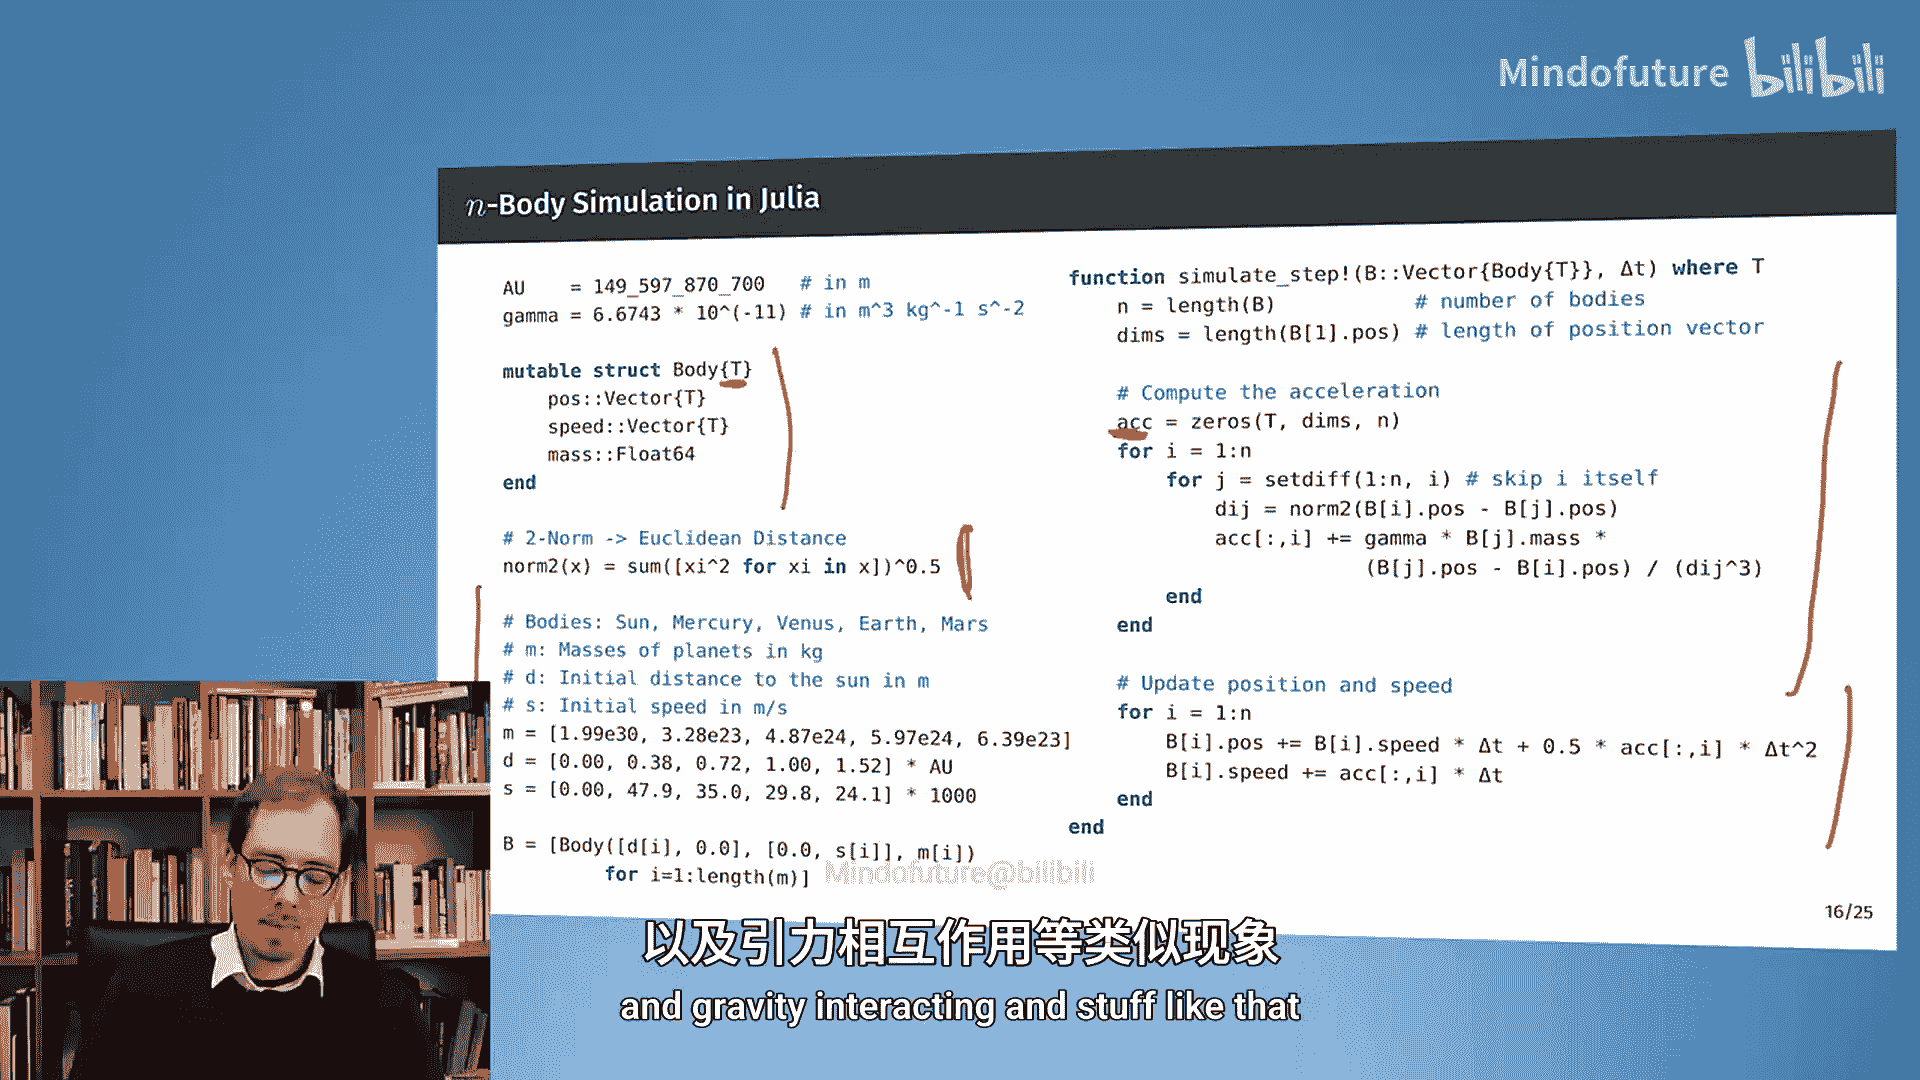 Mindofuture bilibili
n-Body Simulation in Julia
AU    = 149_597_870_700   # in m
gamma = 6.6743 * 10^(-11) # in m^3 kg^-1 s^-2
mutable struct Body{T}
    pos::Vector{T}
    speed::Vector{T}
    mass::Float64
end
# 2-Norm -> Euclidean Distance
norm2(x) = sum([xi^2 for xi in x])^0.5
# Bodies: Sun, Mercury, Venus, Earth, Mars
# m: Masses of planets in kg
# d: Initial distance to the sun in m
# s: Initial speed in m/s
m = [1.99e30, 3.28e23, 4.87e24, 5.97e24, 6.39e23]
d = [0.00, 0.38, 0.72, 1.00, 1.52] * AU
s = [0.00, 47.9, 35.0, 29.8, 24.1] * 1000
B = [Body([d[i], 0.0], [0.0, s[i]], m[i])
        for i=1:length(m)]
function simulate_step!(B::Vector{Body{T}}, Δt) where T
    n = length(B)            # number of bodies
    dims = length(B[1].pos) # length of position vector
    # Compute the acceleration
    acc = zeros(T, dims, n)
    for i = 1:n
        for j = setdiff(1:n, i) # skip i itself
            dij = norm2(B[i].pos - B[j].pos)
            acc[:,i] += gamma * B[j].mass *
                        (B[j].pos - B[i].pos) / (dij^3)
        end
    end
    # Update position and speed
    for i = 1:n
        B[i].pos += B[i].speed * Δt + 0.5 * acc[:,i] * Δt^2
        B[i].speed += acc[:,i] * Δt
    end
end
Mindofuture@bilibili
16/25
以及引力相互作用等类似现象
and gravity interacting and stuff like that